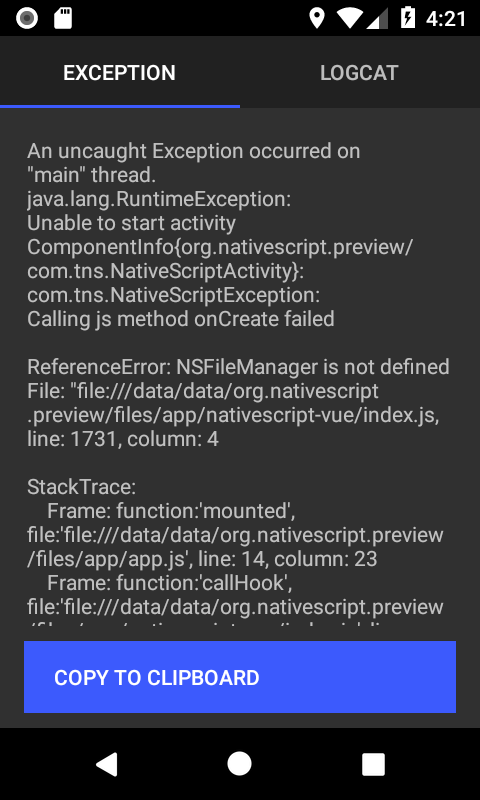 4:21
EXCEPTION
LOGCAT
An uncaught Exception occurred on
"main" thread.
java.lang.RuntimeException:
Unable to start activity
ComponentInfo{org.nativescript.preview/
com.tns.NativeScriptActivity}:
com.tns.NativeScriptException:
Calling js method onCreate failed
ReferenceError: NSFileManager is not defined
File: "file:///data/data/org.nativescript
.preview/files/app/nativescript-vue/index.js,
line: 1731, column: 4
StackTrace:
Frame: function:'mounted',
file:'file:///data/data/org.nativescript.preview
/files/app/app.js', line: 14, column: 23
Frame: function:'callHook',
file:'file:///data/data/org.nativescript.preview
COPY TO CLIPBOARD